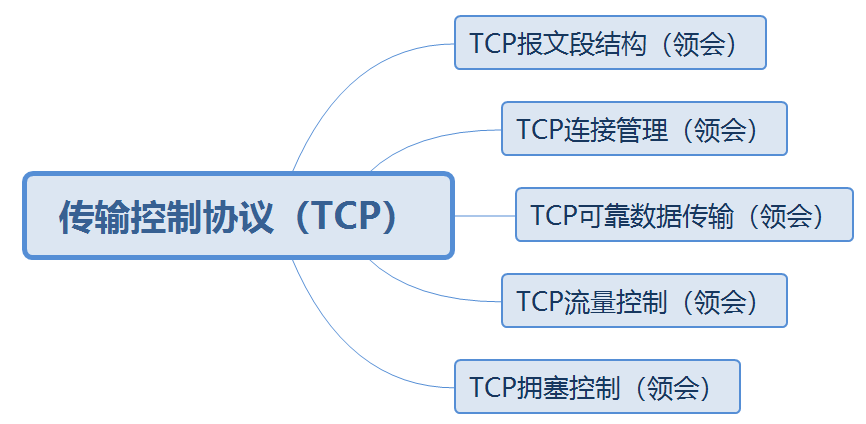 TCP报文段结构（领会）
TCP连接管理（领会）
传输控制协议（TCP）
TCP可靠数据传输（领会）
TCP流量控制（领会）
TCP拥塞控制（领会）